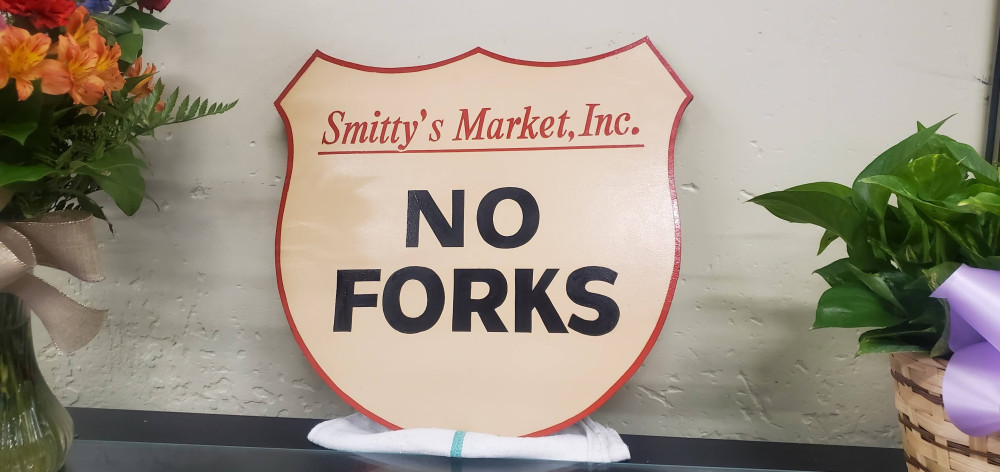 Smitty's Market, Inc.
NO
FORKS